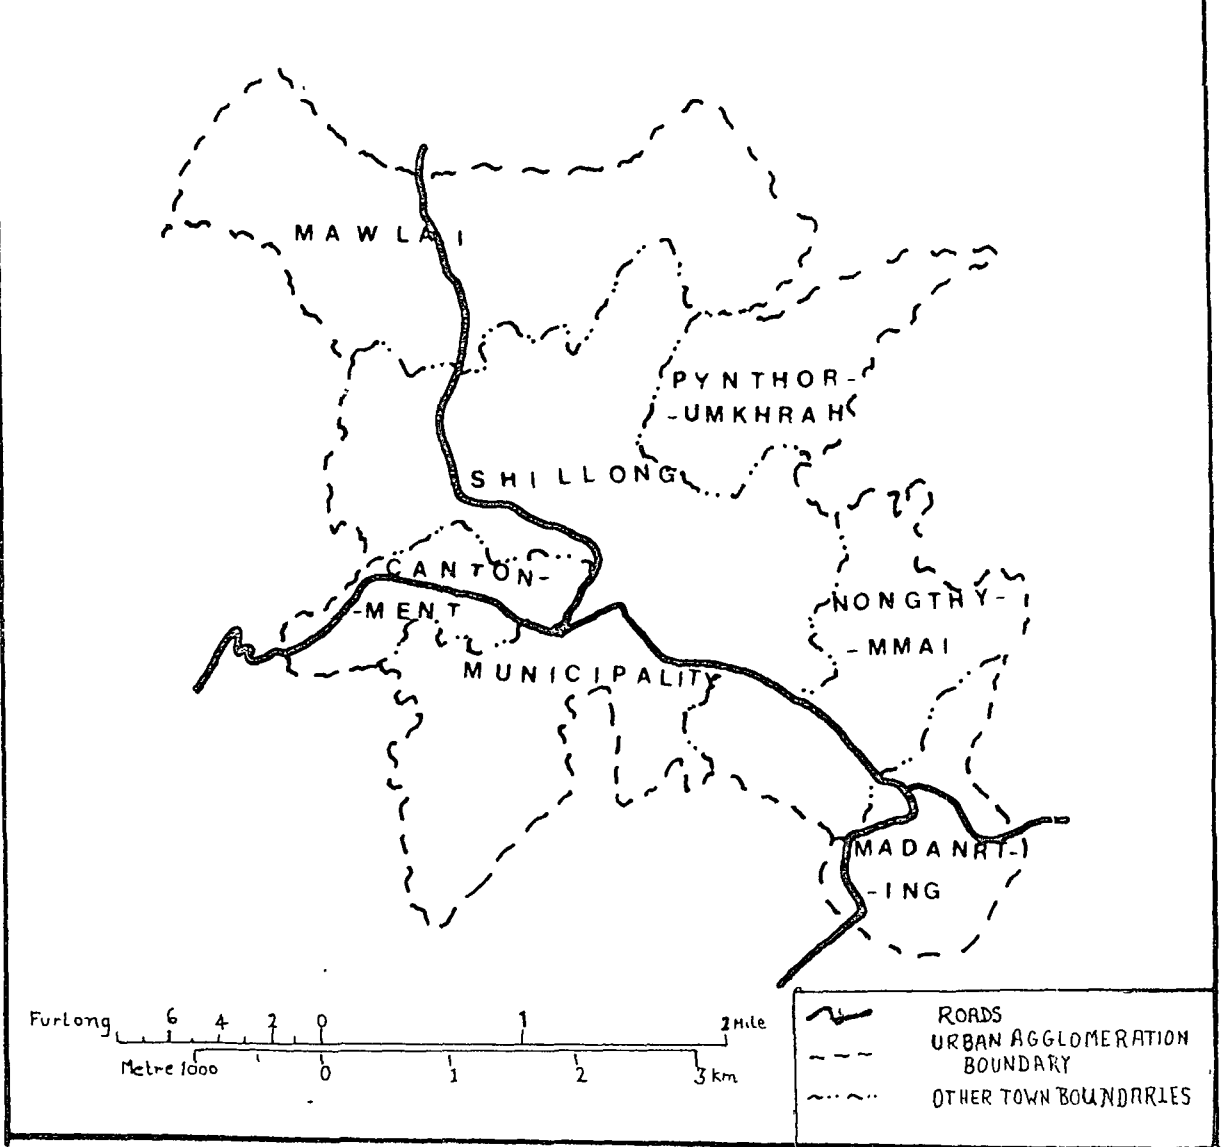 MAWLAI
PYNTHOR-
-UMKHRAH
SHILLONG
CANTON-
-MENT
NONGTHY-
-MMAI
MUNICIPALITY
MADANRT-
-ING
Furlong 6 4 2 0 1 2 Mile
Metre 1000 0 1 2 3 km
ROADS
URBAN AGGLOMERATION
BOUNDARY
OTHER TOWN BOUNDARIES